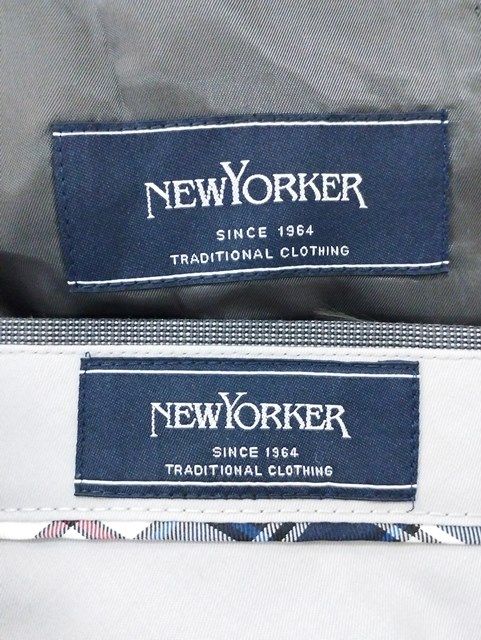 NEWYORKER
SINCE 1964
TRADITIONAL CLOTHING
NEWYORKER
SINCE 1964
TRADITIONAL CLOTHING